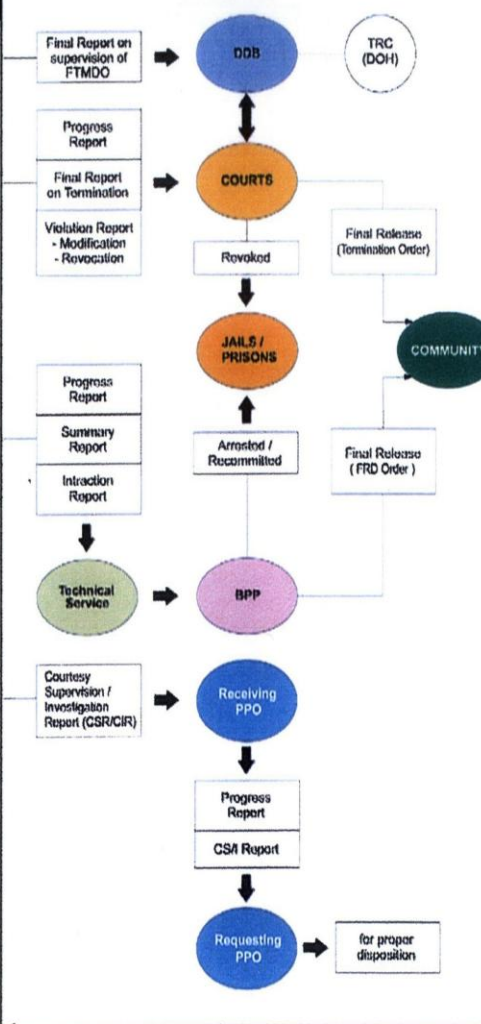 Final Report on
supervision of
FTMDO
DDB
TRC
(DOH)
Progress
Report
Final Report
on Termination
Violation Report
- Modification
- Revocation
COURTS
Revoked
Final Release
(Termination Order)
JAILS /
PRISONS
COMMUNITY
Progress
Report
Summary
Report
Intraction
Report
Arrested /
Recommitted
Final Release
( FRD Order )
Technical
Service
BPP
Courtesy
Supervision /
Investigation
Report (CSR/CIR)
Receiving
PPO
Progress
Report
CS/I Report
Requesting
PPO
for proper
disposition